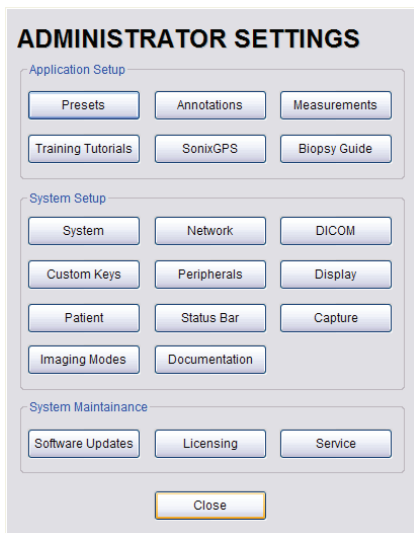 ADMINISTRATOR SETTINGS
Application Setup
Presets Annotations Measurements
Training Tutorials SonixGPS Biopsy Guide
System Setup
System Network DICOM
Custom Keys Peripherals Display
Patient Status Bar Capture
Imaging Modes Documentation
System Maintainance
Software Updates Licensing Service
Close